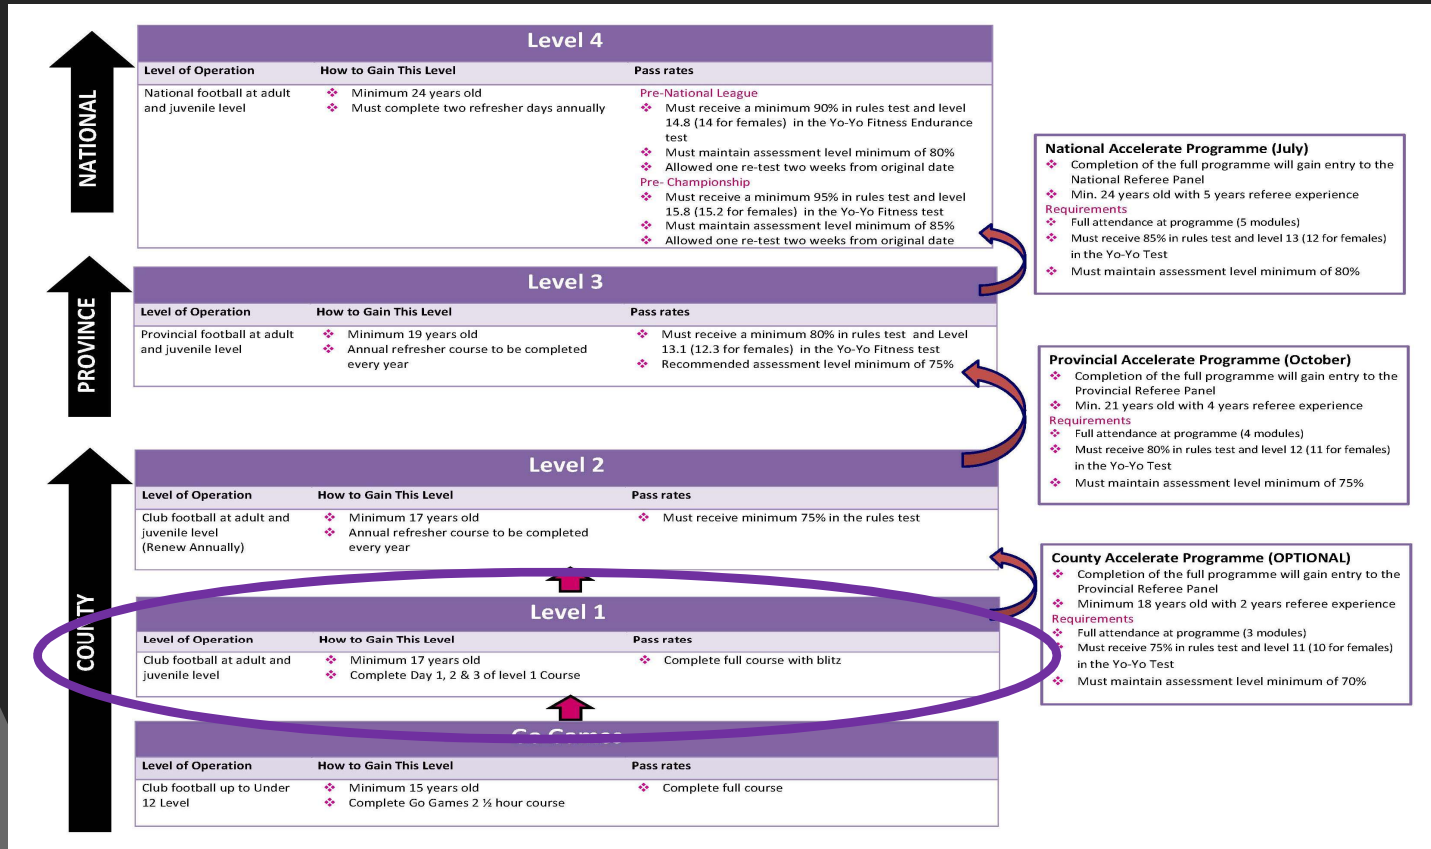 NATIONAL
Level 4
Level of Operation How to Gain This Level Pass rates
National football at adult
and juvenile level
❖ Minimum 24 years old
❖ Must complete two refresher days annually
Pre-National League
❖ Must receive a minimum 90% in rules test and level
14.8 (14 for females) in the Yo-Yo Fitness Endurance
test
❖ Must maintain assessment level minimum of 80%
❖ Allowed one re-test two weeks from original date
Pre- Championship
❖ Must receive a minimum 95% in rules test and level
15.8 (15.2 for females) in the Yo-Yo Fitness test
❖ Must maintain assessment level minimum of 85%
❖ Allowed one re-test two weeks from original date
National Accelerate Programme (July)
❖ Completion of the full programme will gain entry to the
National Referee Panel
❖ Min. 24 years old with 5 years referee experience
Requirements
❖ Full attendance at programme (5 modules)
❖ Must receive 85% in rules test and level 13 (12 for females)
in the Yo-Yo Test
❖ Must maintain assessment level minimum of 80%
PROVINCE
Level 3
Level of Operation How to Gain This Level Pass rates
Provincial football at adult
and juvenile level
❖ Minimum 19 years old
❖ Annual refresher course to be completed
every year
❖ Must receive a minimum 80% in rules test and Level
13.1 (12.3 for females) in the Yo-Yo Fitness test
❖ Recommended assessment level minimum of 75%
Provincial Accelerate Programme (October)
❖ Completion of the full programme will gain entry to the
Provincial Referee Panel
❖ Min. 21 years old with 4 years referee experience
Requirements
❖ Full attendance at programme (4 modules)
❖ Must receive 80% in rules test and level 12 (11 for females)
in the Yo-Yo Test
❖ Must maintain assessment level minimum of 75%
COUNTY
Level 2
Level of Operation How to Gain This Level Pass rates
Club football at adult and
juvenile level
(Renew Annually)
❖ Minimum 17 years old
❖ Annual refresher course to be completed
every year
❖ Must receive minimum 75% in the rules test
County Accelerate Programme (OPTIONAL)
❖ Completion of the full programme will gain entry to the
Provincial Referee Panel
❖ Minimum 18 years old with 2 years referee experience
Requirements
❖ Full attendance at programme (3 modules)
❖ Must receive 75% in rules test and level 11 (10 for females)
in the Yo-Yo Test
❖ Must maintain assessment level minimum of 70%
Level 1
Level of Operation How to Gain This Level Pass rates
Club football at adult and
juvenile level
❖ Minimum 17 years old
❖ Complete Day 1, 2 & 3 of level 1 Course
❖ Complete full course with blitz
Go Games
Level of Operation How to Gain This Level Pass rates
Club football up to Under
12 Level
❖ Minimum 15 years old
❖ Complete Go Games 2 ½ hour course
❖ Complete full course